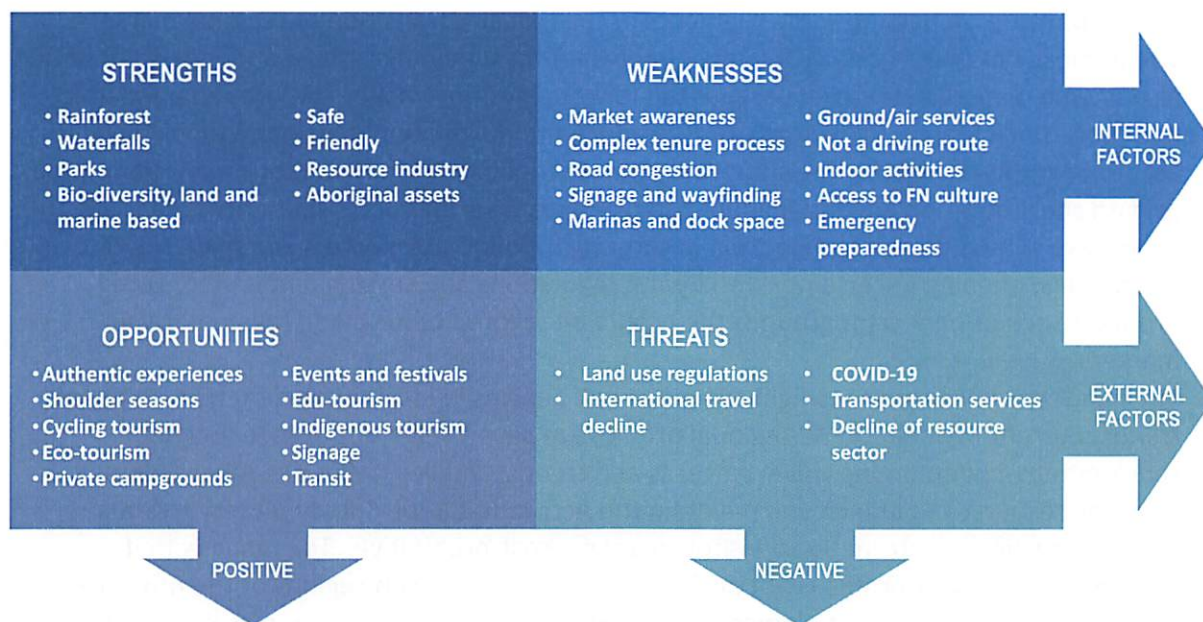 STRENGTHS
• Rainforest
• Waterfalls
• Parks
• Bio-diversity, land and
marine based
• Safe
• Friendly
• Resource industry
• Aboriginal assets
WEAKNESSES
• Market awareness
• Complex tenure process
• Road congestion
• Signage and wayfinding
• Marinas and dock space
• Ground/air services
• Not a driving route
• Indoor activities
• Access to FN culture
• Emergency
preparedness
INTERNAL
FACTORS
OPPORTUNITIES
• Authentic experiences
• Shoulder seasons
• Cycling tourism
• Eco-tourism
• Private campgrounds
• Events and festivals
• Edu-tourism
• Indigenous tourism
• Signage
• Transit
THREATS
• Land use regulations
• International travel
decline
• COVID-19
• Transportation services
• Decline of resource
sector
EXTERNAL
FACTORS
POSITIVE
NEGATIVE